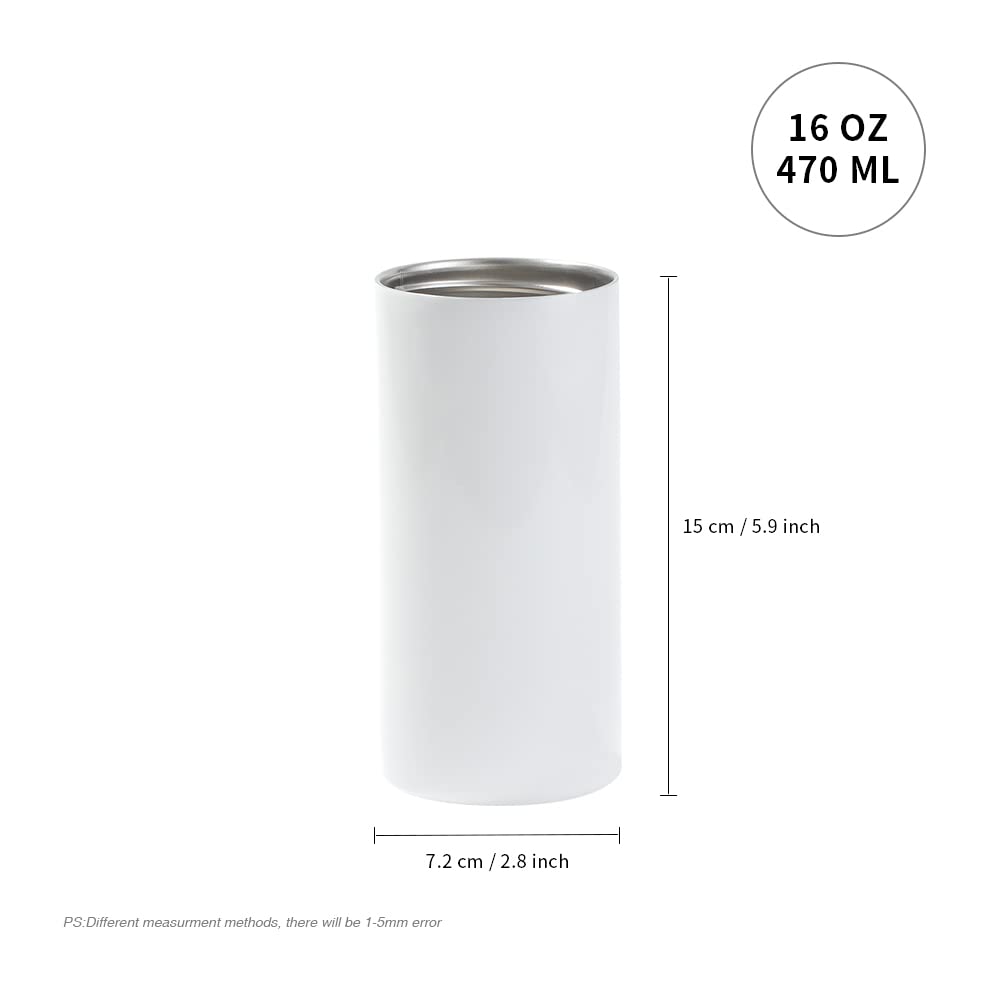 16 OZ
470 ML
15 cm / 5.9 inch
7.2 cm / 2.8 inch
PS:Different measurment methods, there will be 1-5mm error